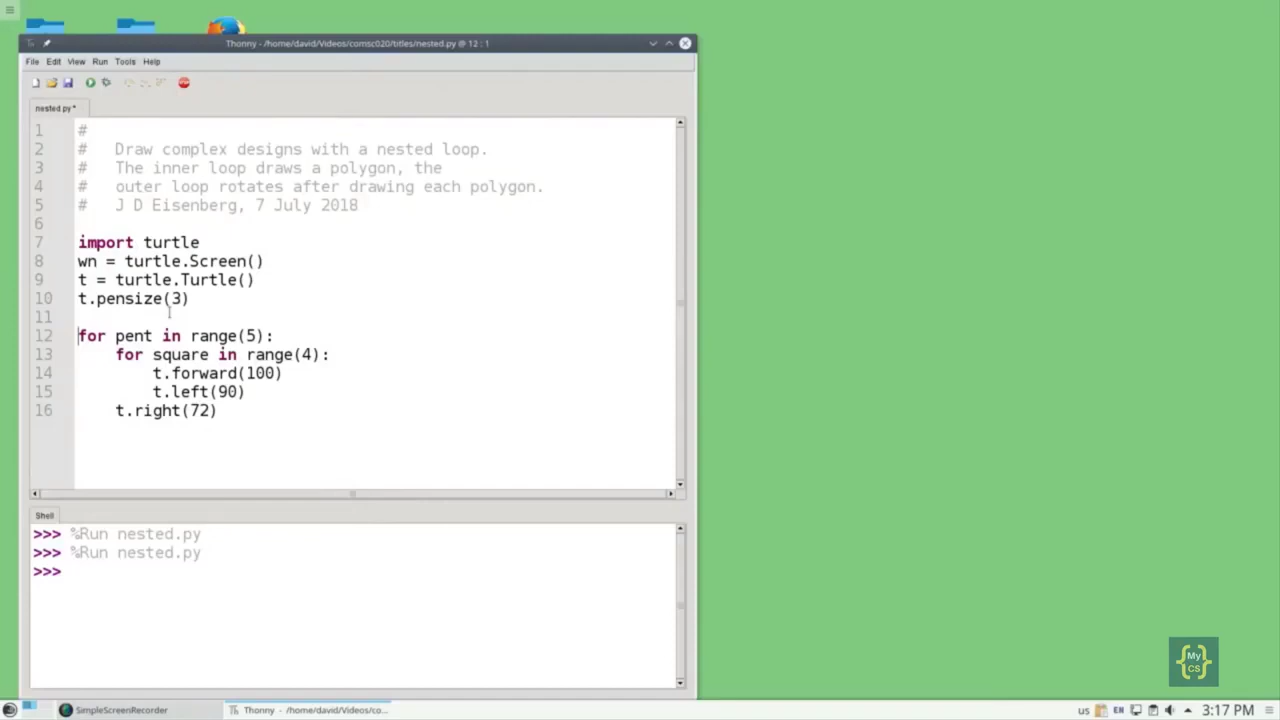 Thonny - /home/david/Videos/comsc020/titles/nested.py @ 12 : 1
File Edit View Run Tools Help
nested.py *
1 #
2 #   Draw complex designs with a nested loop.
3 #   The inner loop draws a polygon, the
4 #   outer loop rotates after drawing each polygon.
5 #   J D Eisenberg, 7 July 2018
6
7 import turtle
8 wn = turtle.Screen()
9 t = turtle.Turtle()
10 t.pensize(3)
11
12 for pent in range(5):
13     for square in range(4):
14         t.forward(100)
15         t.left(90)
16     t.right(72)
Shell
>>> %Run nested.py
>>> %Run nested.py
>>>
{My CS}
SimpleScreenRecorder
Thonny - /home/david/Videos/co...
us EN 3:17 PM